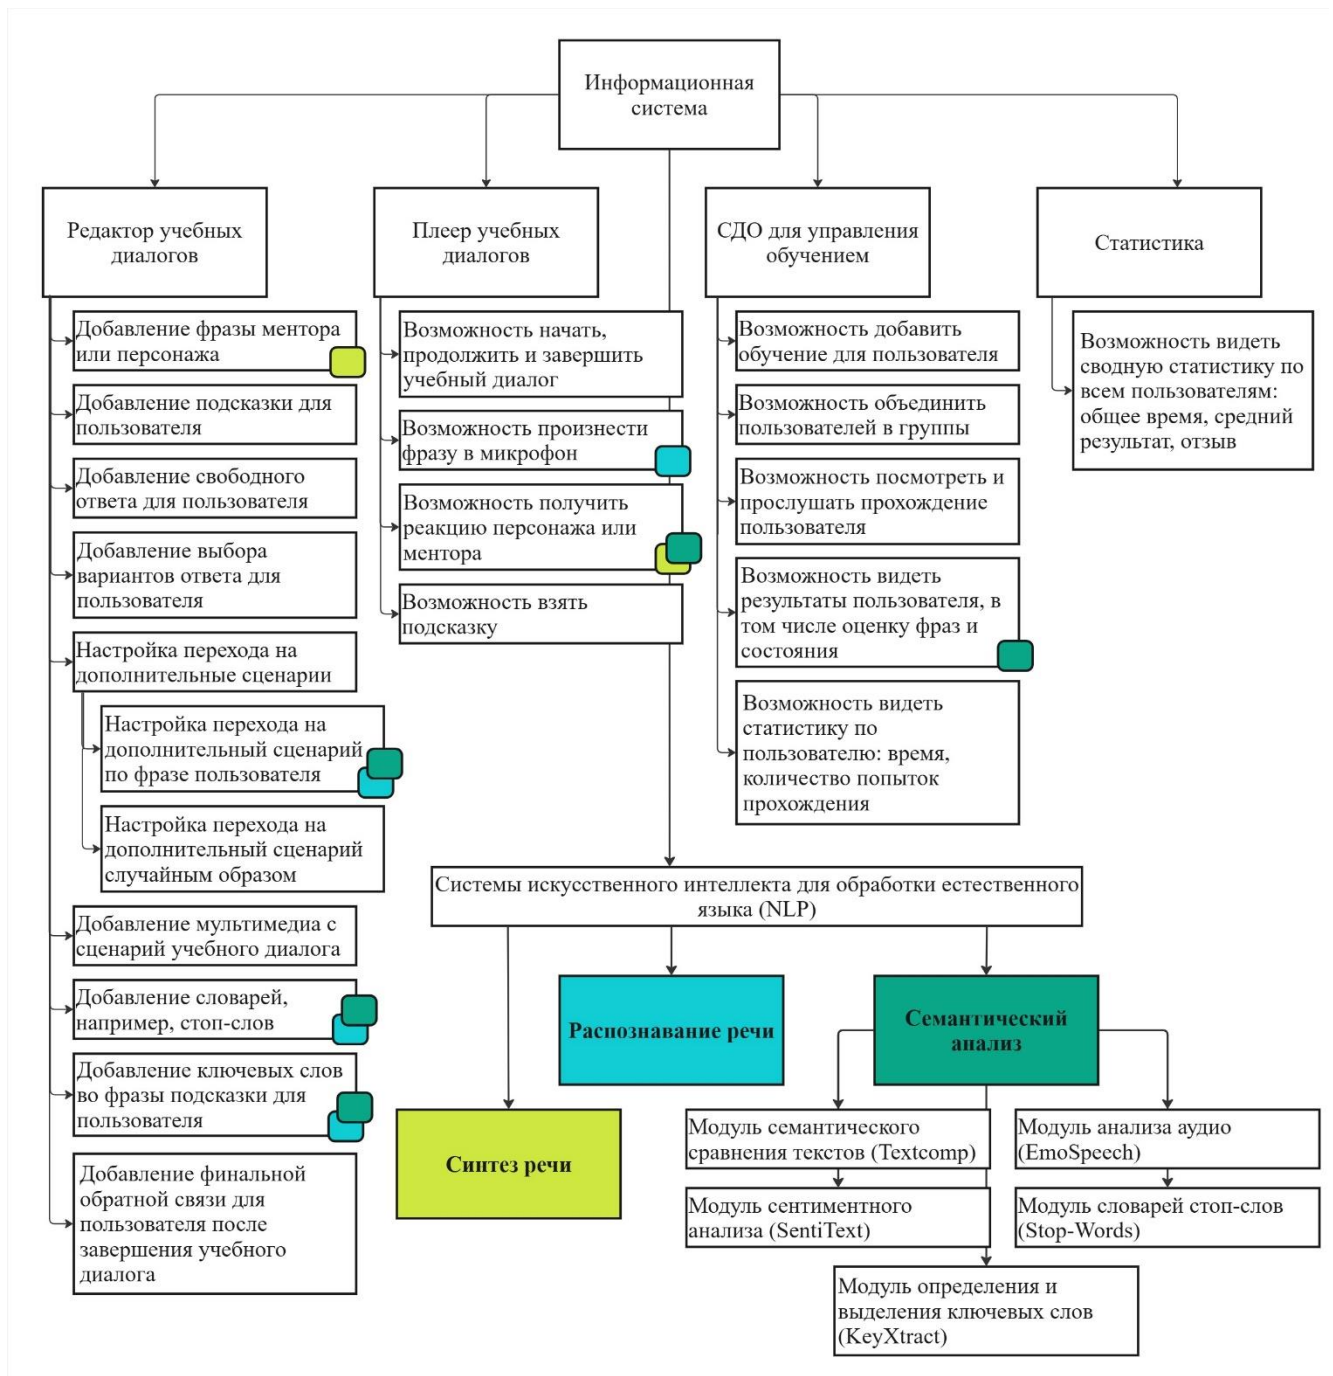 Информационная
система
Редактор учебных
диалогов
Добавление фразы ментора
или персонажа
Добавление подсказки для
пользователя
Добавление свободного
ответа для пользователя
Добавление выбора
вариантов ответа для
пользователя
Настройка перехода на
дополнительные сценарии
Настройка перехода на
дополнительный сценарий
по фразе пользователя
Настройка перехода на
дополнительный сценарий
случайным образом
Добавление мультимедиа с
сценарий учебного диалога
Добавление словарей,
например, стоп-слов
Добавление ключевых слов
во фразы подсказки для
пользователя
Добавление финальной
обратной связи для
пользователя после
завершения учебного
диалога
Плеер учебных
диалогов
Возможность начать,
продолжить и завершить
учебный диалог
Возможность произнести
фразу в микрофон
Возможность получить
реакцию персонажа или
ментора
Возможность взять
подсказку
СДО для управления
обучением
Возможность добавить
обучение для пользователя
Возможность объединить
пользователей в группы
Возможность посмотреть и
прослушать прохождение
пользователя
Возможность видеть
результаты пользователя, в
том числе оценку фраз и
состояния
Возможность видеть
статистику по
пользователю: время,
количество попыток
прохождения
Статистика
Возможность видеть
сводную статистику по
всем пользователям:
общее время, средний
результат, отзыв
Системы искусственного интеллекта для обработки естественного
языка (NLP)
Синтез речи
Распознавание речи
Семантический
анализ
Модуль семантического
сравнения текстов (Textcomp)
Модуль сентиментного
анализа (SentiText)
Модуль анализа аудио
(EmoSpeech)
Модуль словарей стоп-слов
(Stop-Words)
Модуль определения и
выделения ключевых слов
(KeyXtract)